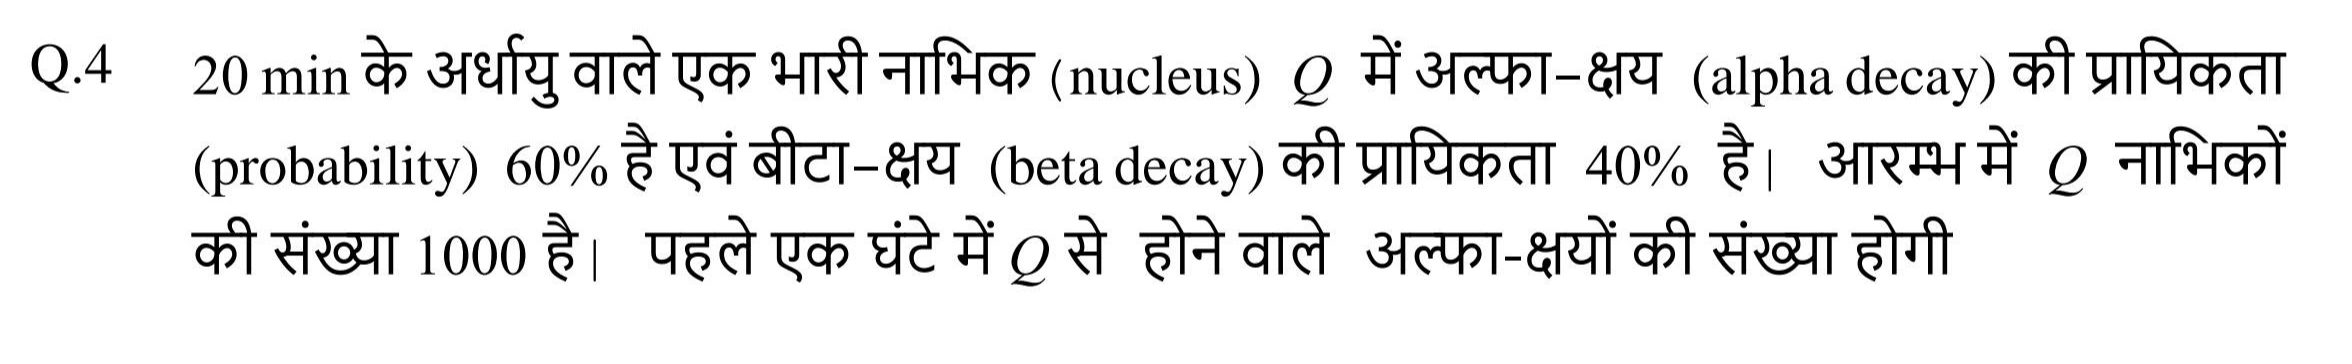 Q.4 20 min के अर्धायु वाले एक भारी नाभिक (nucleus) Q में अल्फा-क्षय (alpha decay) की प्रायिकता
(probability) 60% है एवं बीटा-क्षय (beta decay) की प्रायिकता 40% है। आरम्भ में Q नाभिकों
की संख्या 1000 है। पहले एक घंटे में Q से होने वाले अल्फा-क्षयों की संख्या होगी